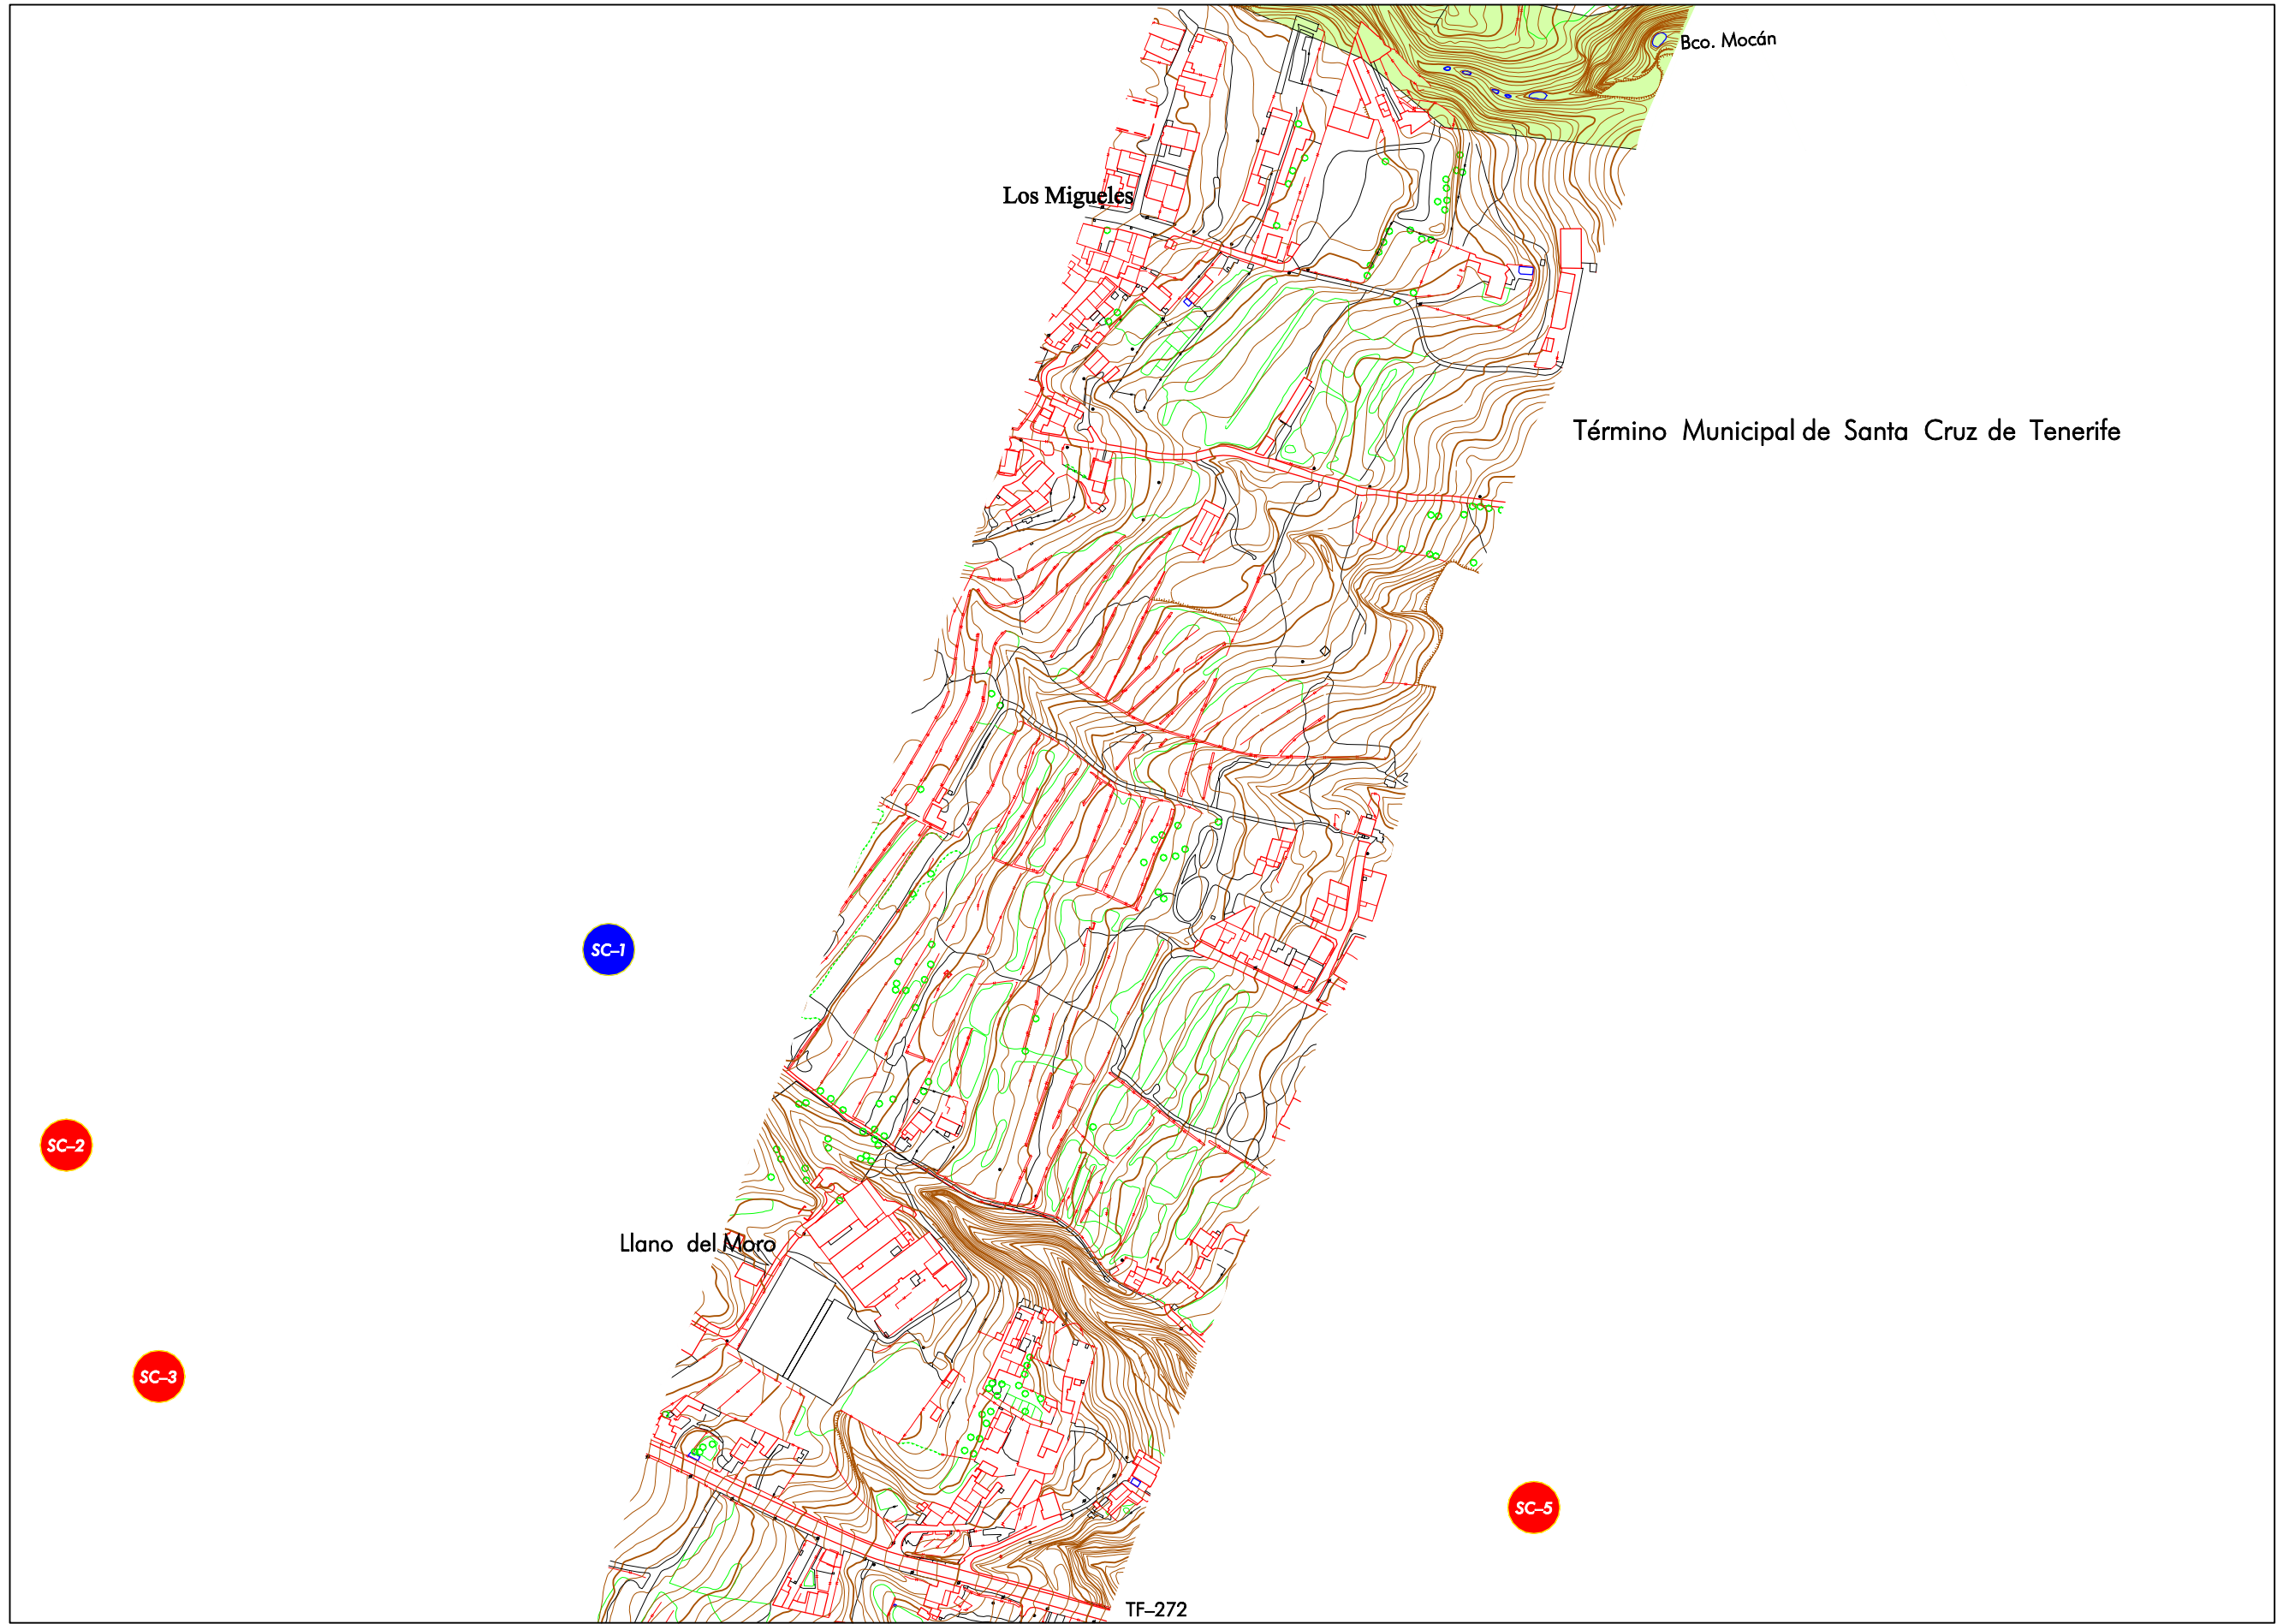 Bco. Mocán
Los Migueles
Término Municipal de Santa Cruz de Tenerife
SC–1
SC–2
Llano del Moro
SC–3
SC–5
TF–272